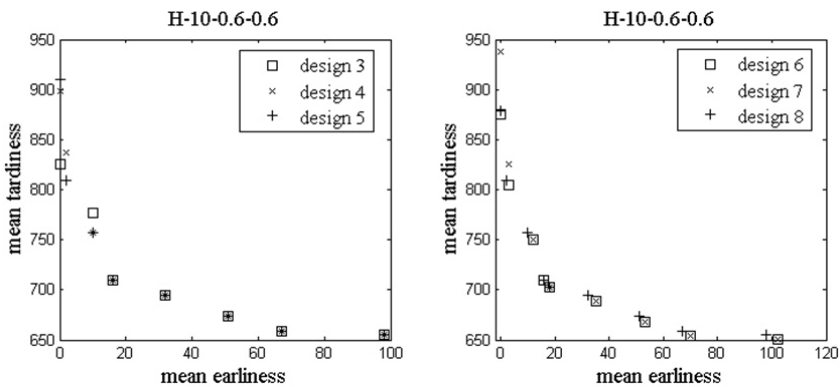 H-10-0.6-0.6
950
900
850
800
750
700
650
0
20
40
60
80
100
mean tardiness
mean earliness
design 3
design 4
design 5
H-10-0.6-0.6
950
900
850
800
750
700
650
0
20
40
60
80
100
120
mean tardiness
mean earliness
design 6
design 7
design 8